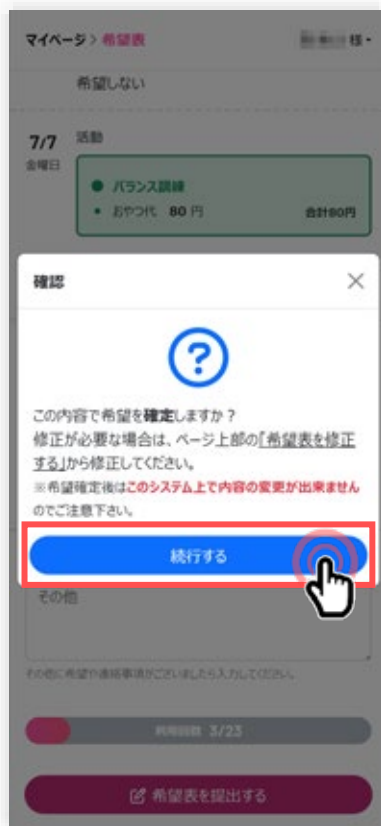 マイページ > 希望表
様
希望しない
7/7 活動
金曜日
バランス訓練
おやつ代 80 円 合計80円
確認
?
この内容で希望を確定しますか？
修正が必要な場合は、ページ上部の「希望表を修正
する」から修正してください。
※希望確定後はこのシステム上で内容の変更が出来ません
のでご注意下さい。
続行する
その他
その他に希望や連絡事項がございましたら入力してください。
利用回数 3/23
希望表を提出する